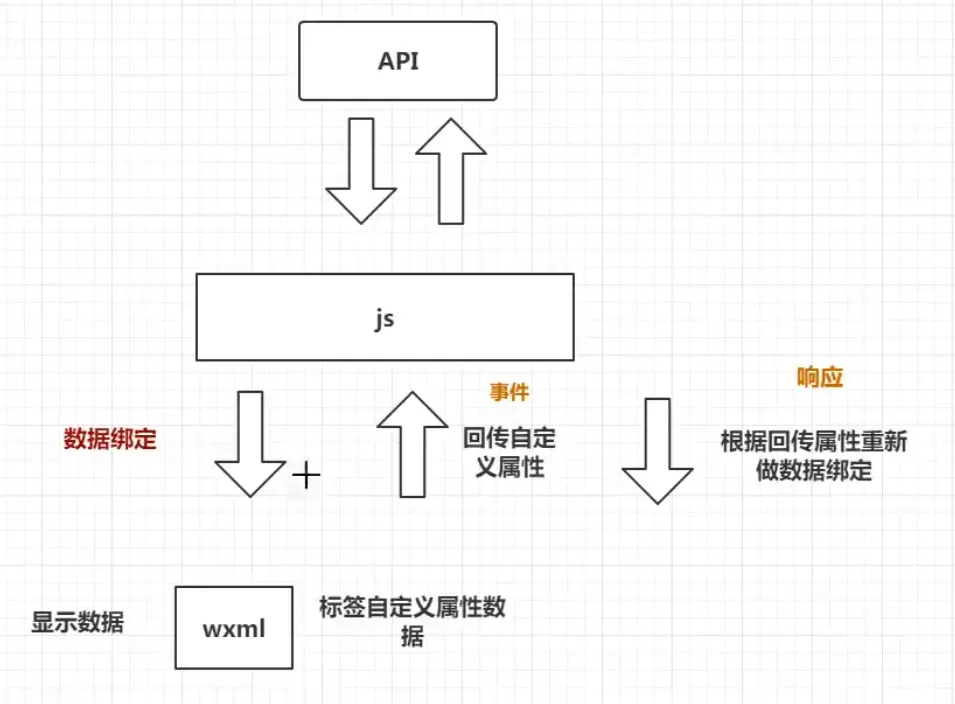 API
js
事件
响应
数据绑定
回传自定
义属性
根据回传属性重新
做数据绑定
显示数据
wxml
标签自定义属性数
据